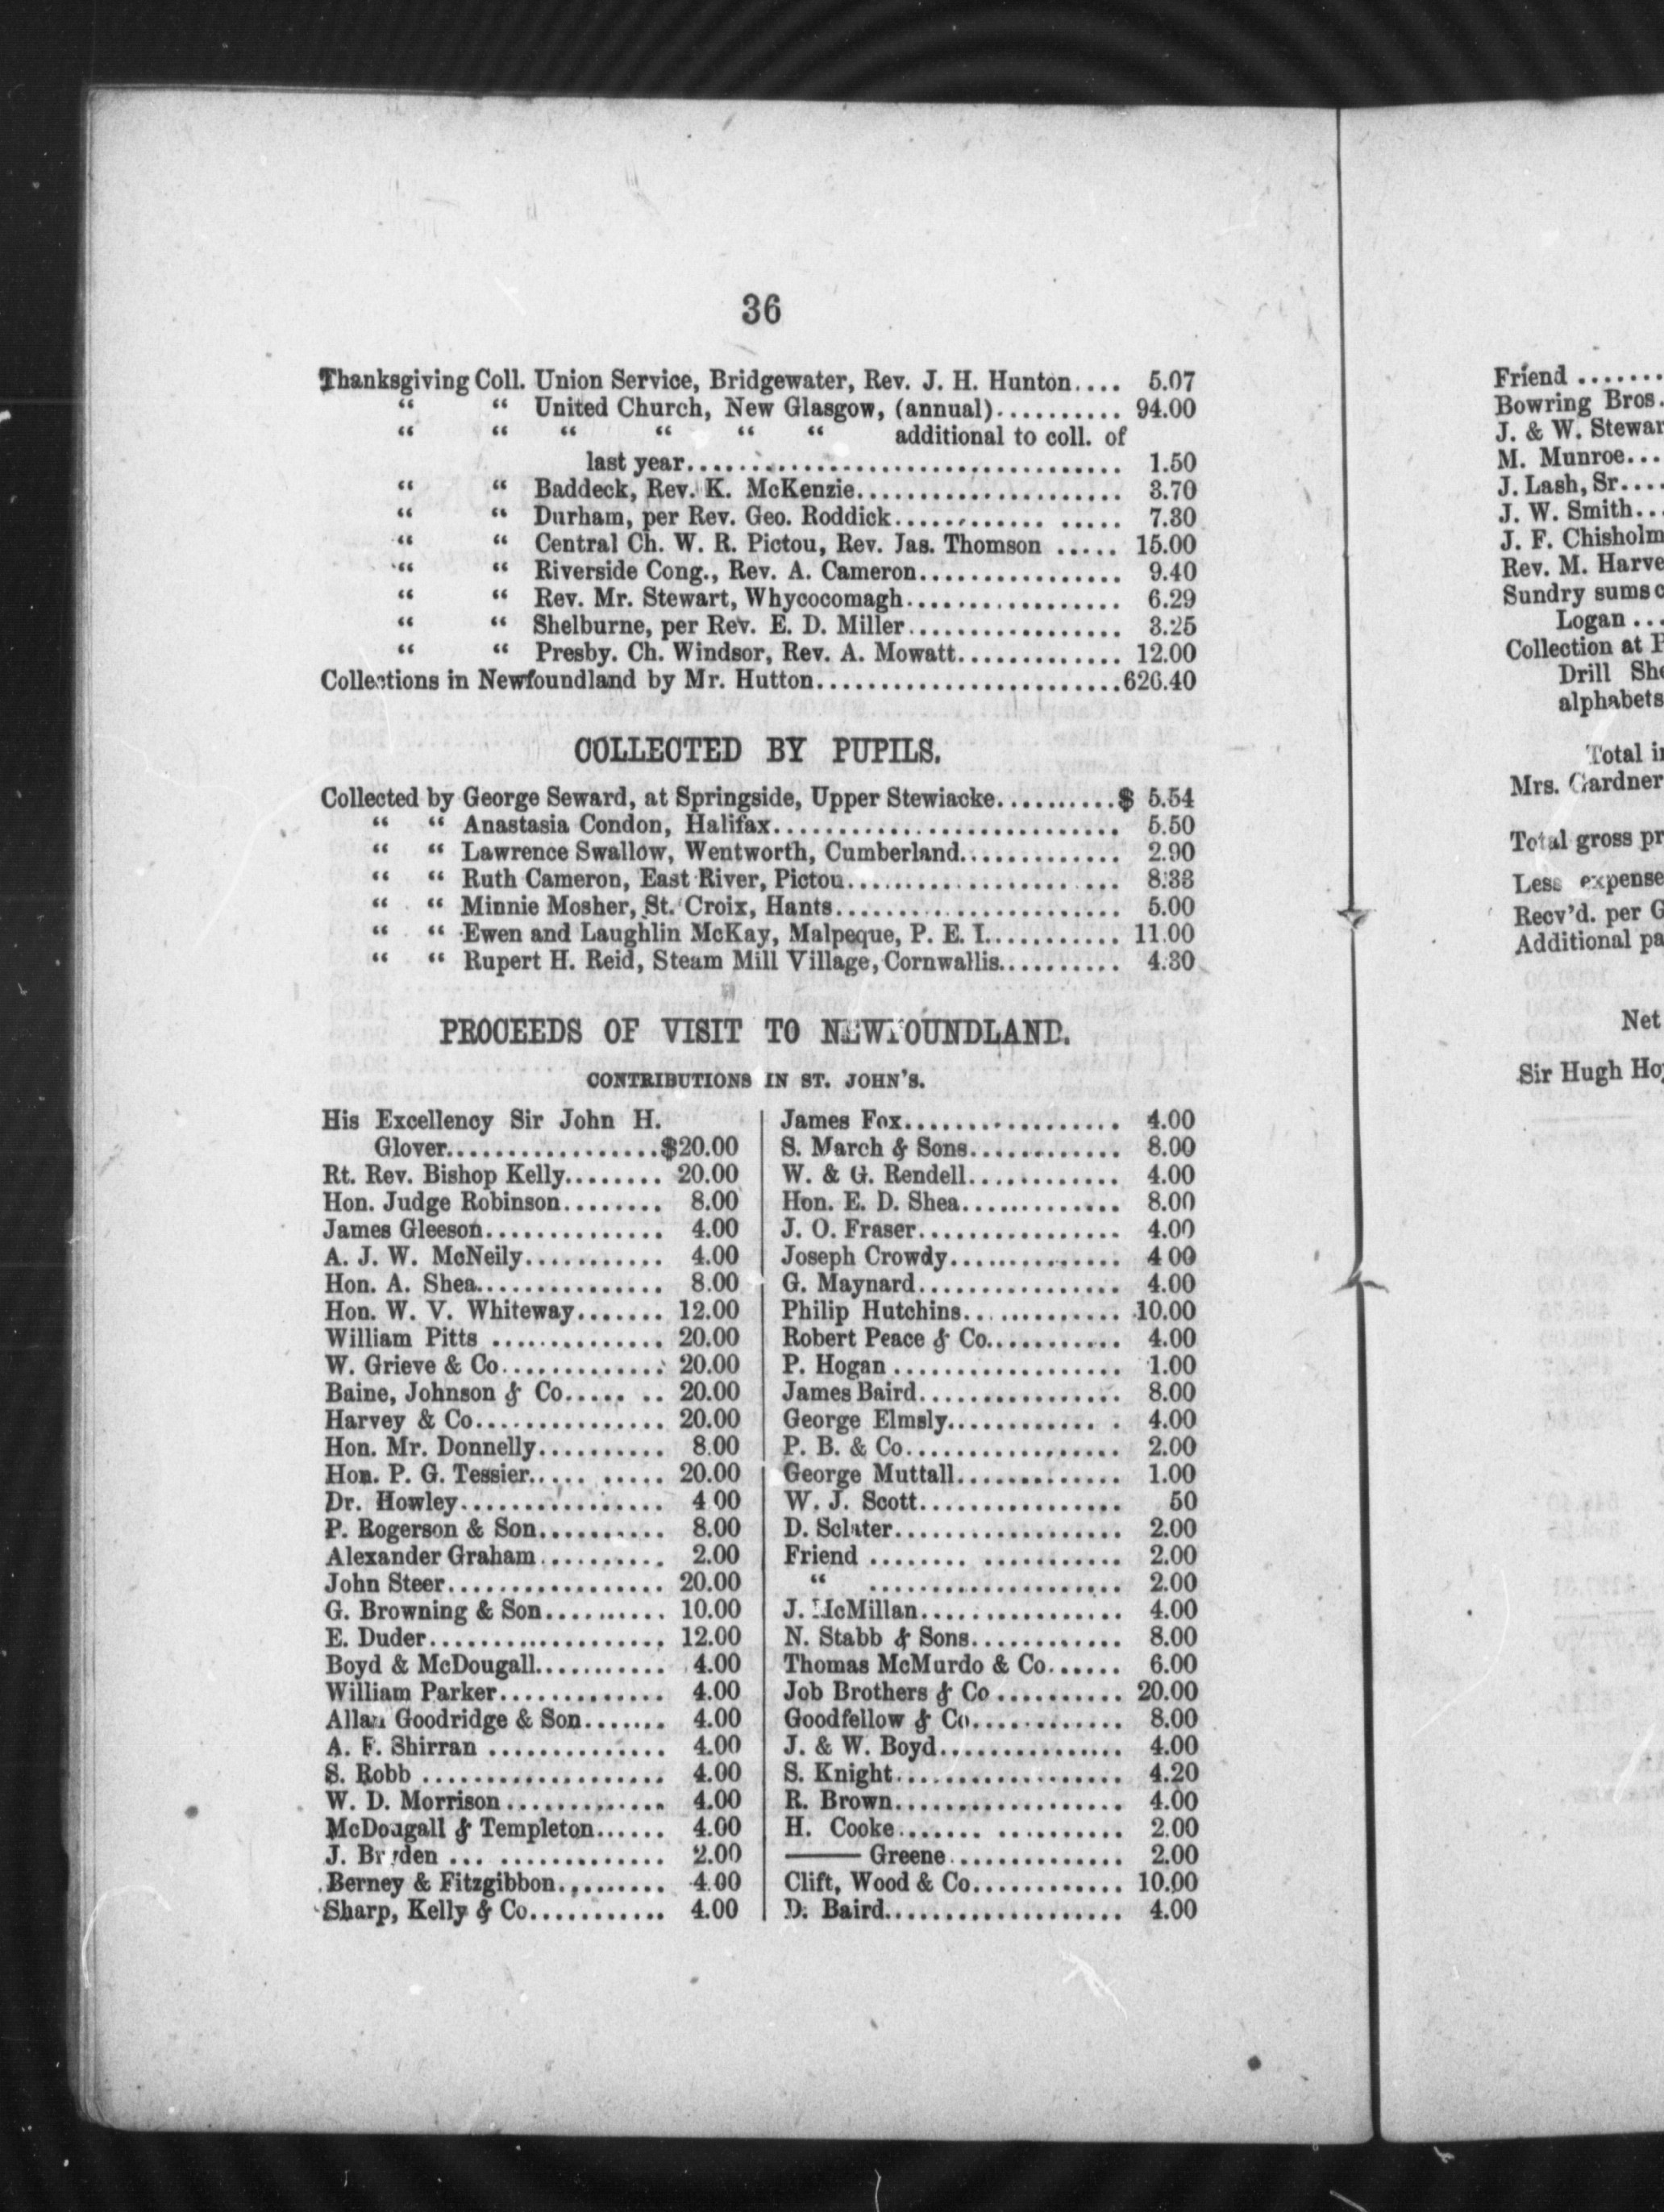 36
Thanksgiving Coll. Union Service, Bridgewater, Rev. J. H. Hunton.... 5.07
“ “ United Church, New Glasgow, (annual).......... 94.00
“ “ “ “ “ “ additional to coll. of
last year.................................. 1.50
“ “ Baddeck, Rev. K. McKenzie..................... 3.70
“ “ Durham, per Rev. Geo. Roddick............ ..... 7.30
“ “ Central Ch. W. R. Pictou, Rev. Jas. Thomson ..... 15.00
“ “ Riverside Cong., Rev. A. Cameron................ 9.40
“ “ Rev. Mr. Stewart, Whycocomagh................. 6.29
“ “ Shelburne, per Rev. E. D. Miller................. 3.25
“ “ Presby. Ch. Windsor, Rev. A. Mowatt............. 12.00
Collections in Newfoundland by Mr. Hutton........................626.40
COLLECTED BY PUPILS.
Collected by George Seward, at Springside, Upper Stewiacke..........$ 5.54
“ “ Anastasia Condon, Halifax........................... 5.50
“ “ Lawrence Swallow, Wentworth, Cumberland............. 2.90
“ “ Ruth Cameron, East River, Pictou..................... 8.33
“ “ Minnie Mosher, St. Croix, Hants....................... 5.00
“ “ Ewen and Laughlin McKay, Malpeque, P. E. I........... 11.00
“ “ Rupert H. Reid, Steam Mill Village, Cornwallis.......... 4.30
PROCEEDS OF VISIT TO NEWFOUNDLAND.
CONTRIBUTIONS IN ST. JOHN'S.
His Excellency Sir John H.
Glover.................$20.00
Rt. Rev. Bishop Kelly........ 20.00
Hon. Judge Robinson........ 8.00
James Gleeson.............. 4.00
A. J. W. McNeily........... 4.00
Hon. A. Shea............... 8.00
Hon. W. V. Whiteway....... 12.00
William Pitts .............. 20.00
W. Grieve & Co............. 20.00
Baine, Johnson & Co..... .. 20.00
Harvey & Co............... 20.00
Hon. Mr. Donnelly.......... 8.00
Hon. P. G. Tessier..... ..... 20.00
Dr. Howley................ 4 00
P. Rogerson & Son.......... 8.00
Alexander Graham.......... 2.00
John Steer................. 20.00
G. Browning & Son.......... 10.00
E. Duder................... 12.00
Boyd & McDougall........... 4.00
William Parker............. 4.00
Allan Goodridge & Son....... 4.00
A. F. Shirran .............. 4.00
S. Robb ................... 4.00
W. D. Morrison ............. 4.00
McDougall & Templeton...... 4.00
J. Bryden ... ............. 2.00
Berney & Fitzgibbon......... 4.00
Sharp, Kelly & Co........... 4.00
James Fox................. 4.00
S. March & Sons............ 8.00
W. & G. Rendell............ 4.00
Hon. E. D. Shea............. 8.00
J. O. Fraser................ 4.00
Joseph Crowdy.............. 4 00
G. Maynard................ 4.00
Philip Hutchins............. 10.00
Robert Peace & Co........... 4.00
P. Hogan .................. 1.00
James Baird................ 8.00
George Elmsly............ . 4.00
P. B. & Co................. 2.00
George Muttall............. 1.00
W. J. Scott................ 50
D. Sclater.................. 2.00
Friend ........ ........... 2.00
“ .................... 2.00
J. McMillan................ 4.00
N. Stabb & Sons............ 8.00
Thomas McMurdo & Co...... 6.00
Job Brothers & Co .......... 20.00
Goodfellow & Co............ 8.00
J. & W. Boyd............... 4.00
S. Knight.................. 4.20
R. Brown.................. 4.00
H. Cooke....... .......... 2.00
—— Greene.............. 2.00
Clift, Wood & Co............ 10.00
D. Baird................... 4.00
Friend .......
Bowring Bros.
J. & W.
M. Munroe...
J. Lash, Sr....
J. W. Smith...
J. F. Chisholm
Rev. M.
Sundry sums
Logan ...
Collection at
Drill
alphabets
Total
Mrs. Gardner
Total gross
Less
Recv'd. per
Additional
Net
Sir Hugh